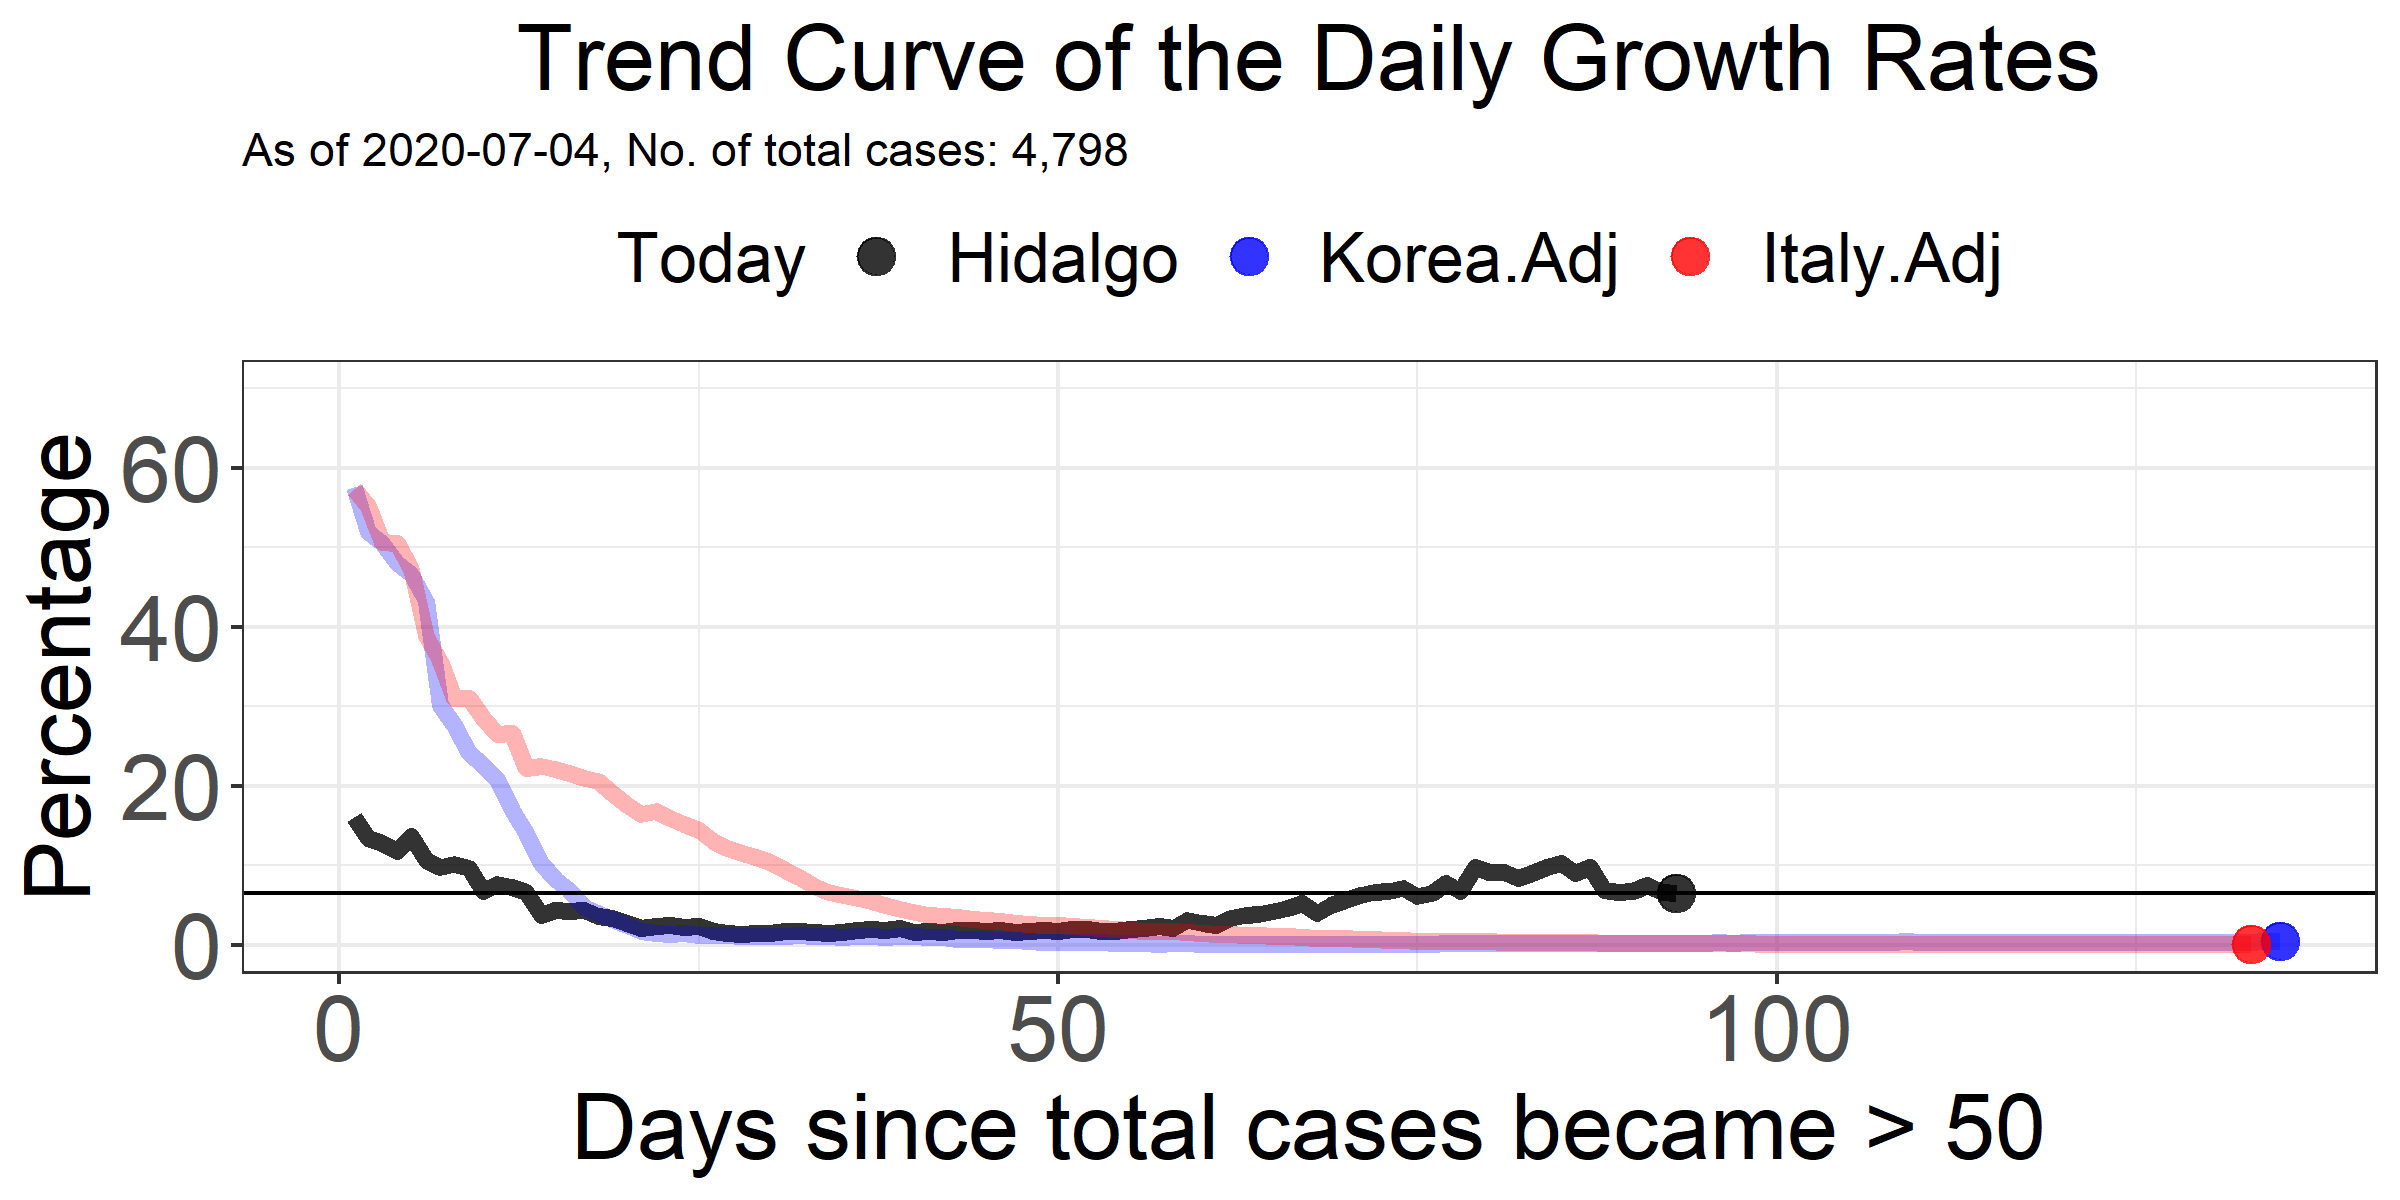 Trend Curve of the Daily Growth Rates
As of 2020-07-04, No. of total cases: 4,798
Today Hidalgo Korea.Adj Italy.Adj
Percentage
60
40
20
0
0 50 100
Days since total cases became > 50